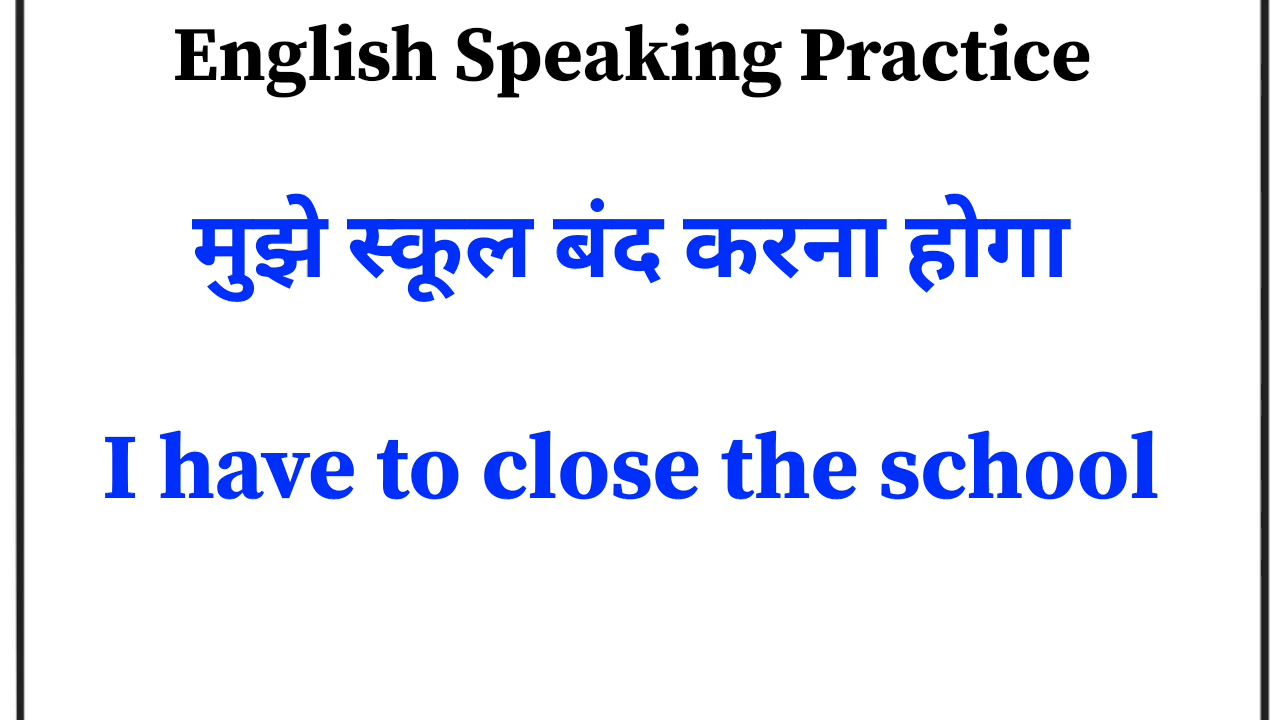 English Speaking Practice
मुझे स्कूल बंद करना होगा
I have to close the school